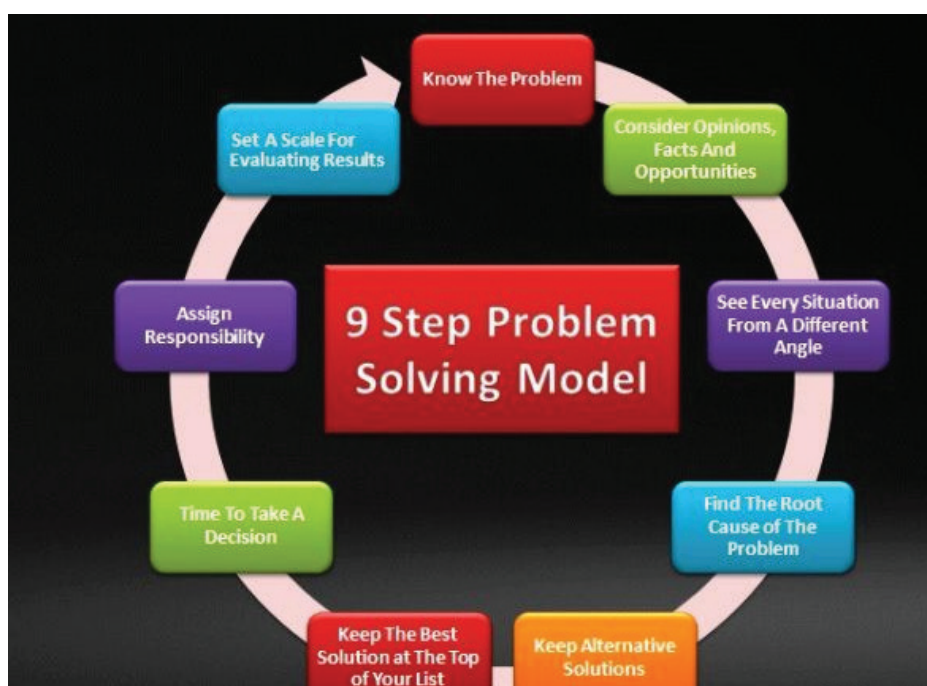 Know The Problem
Consider Opinions,
Facts And
Opportunities
See Every Situation
From A Different
Angle
Find The Root
Cause of The
Problem
Keep Alternative
Solutions
Keep The Best
Solution at The Top
of Your List
Time To Take A
Decision
Assign
Responsibility
Set A Scale For
Evaluating Results
9 Step Problem
Solving Model